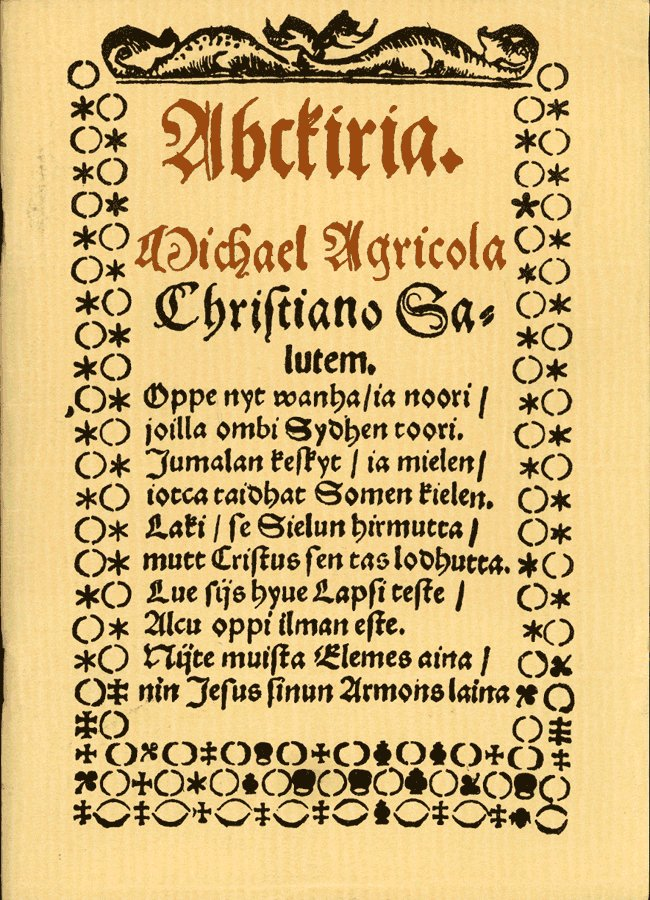 Abckiria.
Michael Agricola
Chriſtiano Sa⸗
lutem.
Oppe nyt wanha/ia noori /
joilla ombi Sydhen toori.
Jumalan keſkyt / ia mielen/
iotca taidhat Somen kielen.
Laki / ſe Sielun hirmutta /
mutt Criſtus ſen tas lodhutta.
Lue ſijs hyue Lapſi teſte /
Alcu oppi ilman eſte.
Nijte muiſta Elemes aina /
nin Jeſus ſinun Armons laina